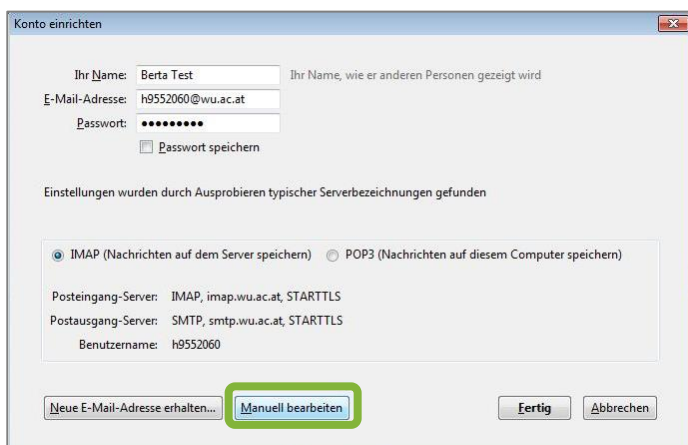 Konto einrichten
Ihr Name: Berta Test Ihr Name, wie er anderen Personen gezeigt wird
E-Mail-Adresse: h9552060@wu.ac.at
Passwort: •••••••••
Passwort speichern
Einstellungen wurden durch Ausprobieren typischer Serverbezeichnungen gefunden
IMAP (Nachrichten auf dem Server speichern) POP3 (Nachrichten auf diesem Computer speichern)
Posteingang-Server: IMAP, imap.wu.ac.at, STARTTLS
Postausgang-Server: SMTP, smtp.wu.ac.at, STARTTLS
Benutzername: h9552060
Neue E-Mail-Adresse erhalten... Manuell bearbeiten Fertig Abbrechen